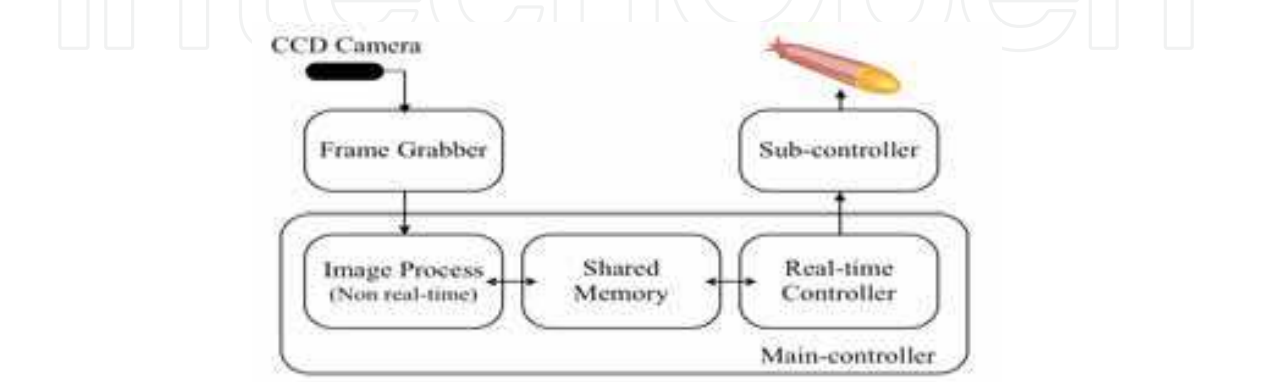 CCD Camera
Frame Grabber
Sub-controller
Image Process
(Non real-time)
Shared
Memory
Real-time
Controller
Main-controller